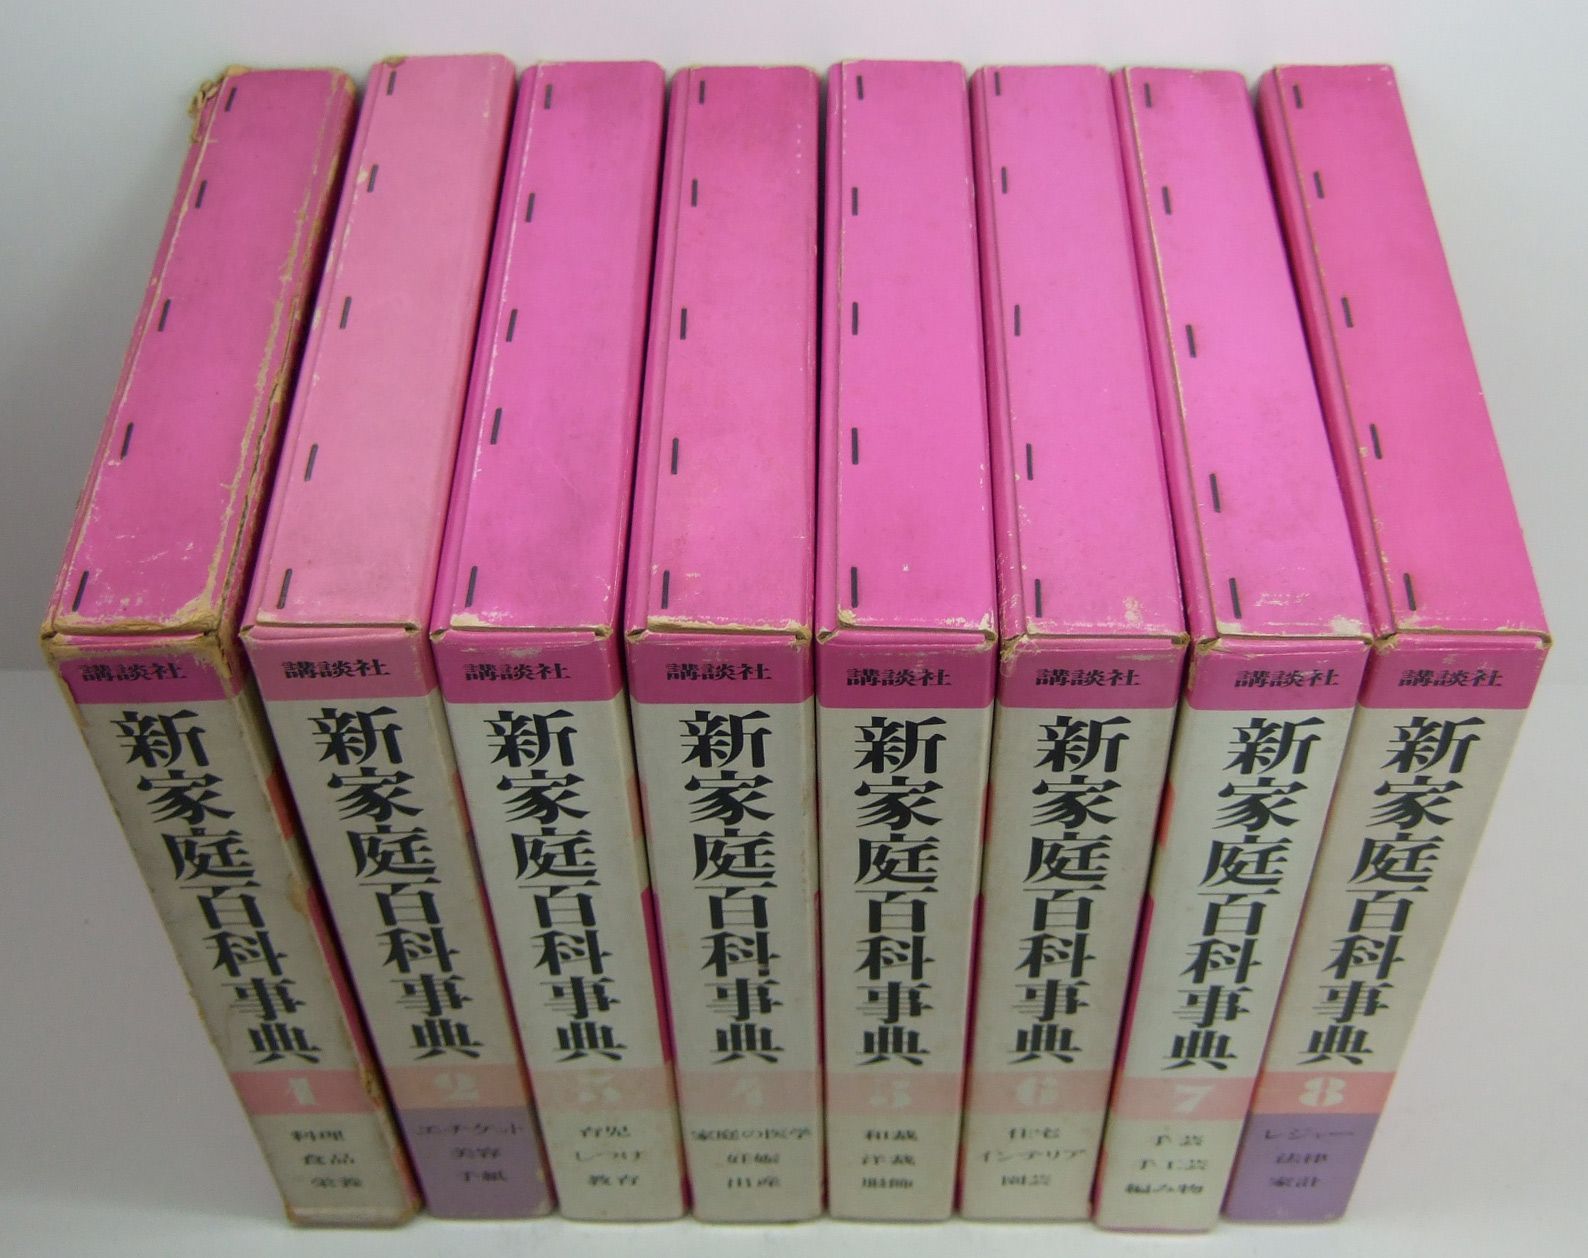 講談社
新家庭百科事典
1
料理
食品
栄養
講談社
新家庭百科事典
2
エチケット
美容
手紙
講談社
新家庭百科事典
3
育児
しつけ
教育
講談社
新家庭百科事典
4
家庭の医学
妊娠
出産
講談社
新家庭百科事典
5
和裁
洋裁
服飾
講談社
新家庭百科事典
6
住宅
インテリア
園芸
講談社
新家庭百科事典
7
手芸
手工芸
編み物
講談社
新家庭百科事典
8
レジャー
法律
家計